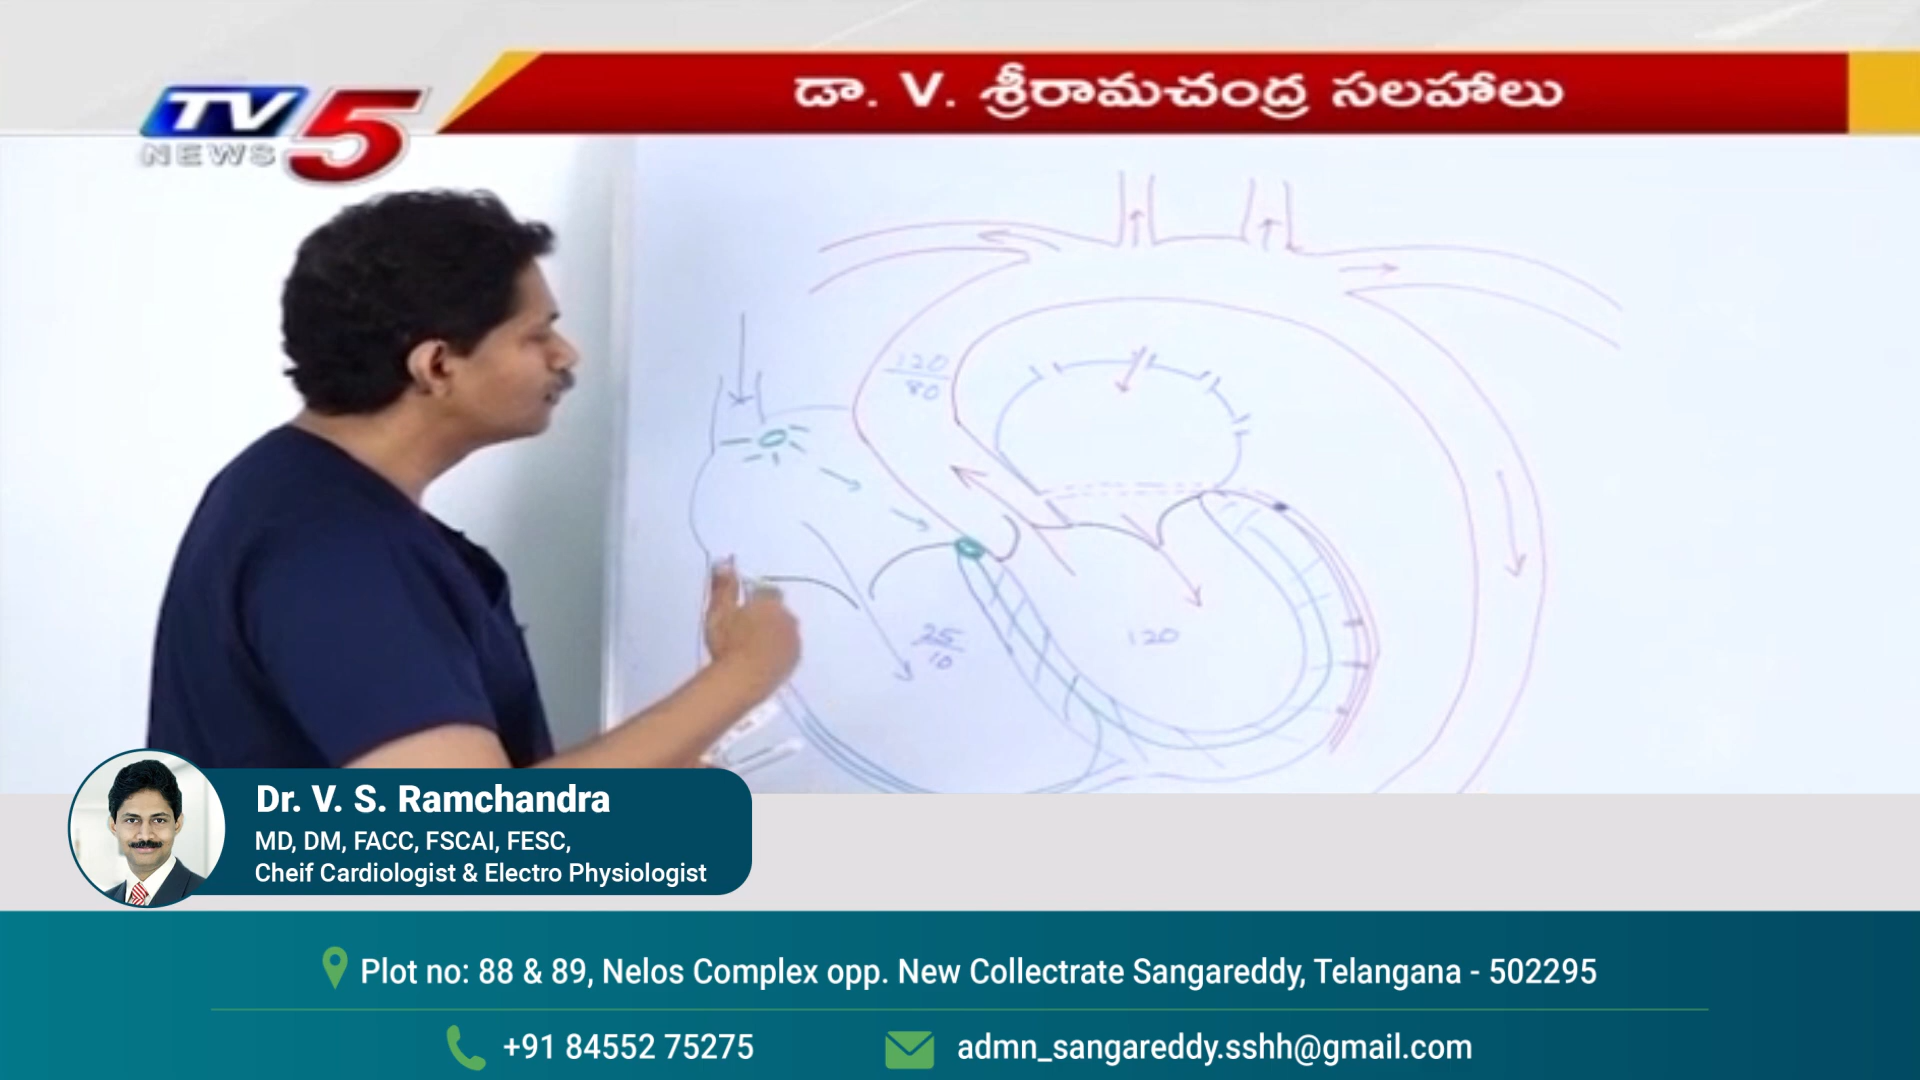 డా. V. శ్రీరామచంద్ర సలహాలు
TV5
NEWS
120
80
25
10
120
Dr. V. S. Ramchandra
MD, DM, FACC, FSCAI, FESC,
Cheif Cardiologist & Electro Physiologist
Plot no: 88 & 89, Nelos Complex opp. New Collectrate Sangareddy, Telangana - 502295
+91 84552 75275
admn_sangareddy.sshh@gmail.com